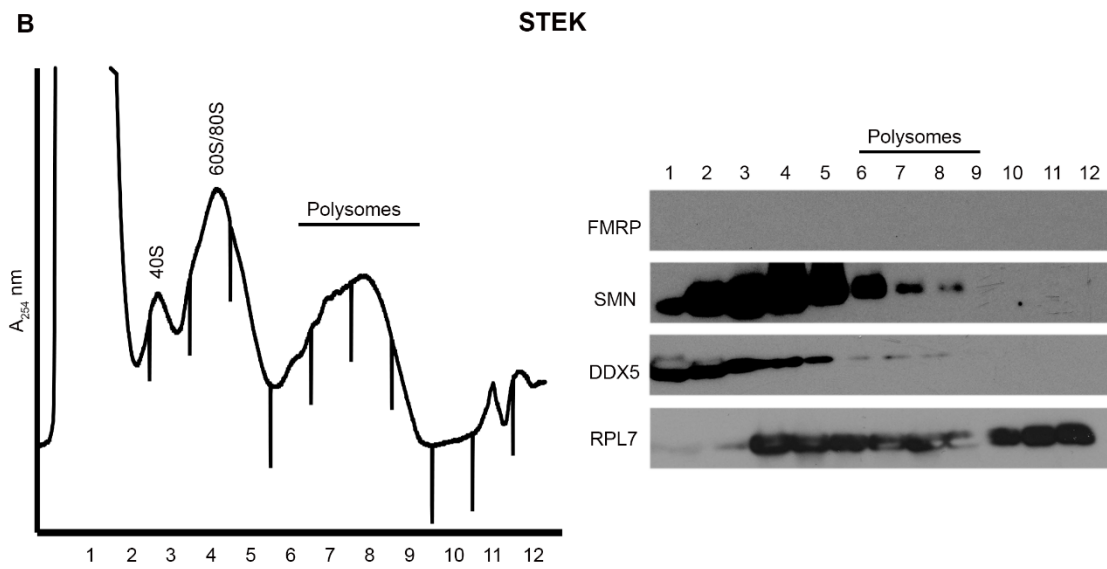 B
STEK
A254 nm
40S
60S/80S
Polysomes
1 2 3 4 5 6 7 8 9 10 11 12
Polysomes
1 2 3 4 5 6 7 8 9 10 11 12
FMRP
SMN
DDX5
RPL7